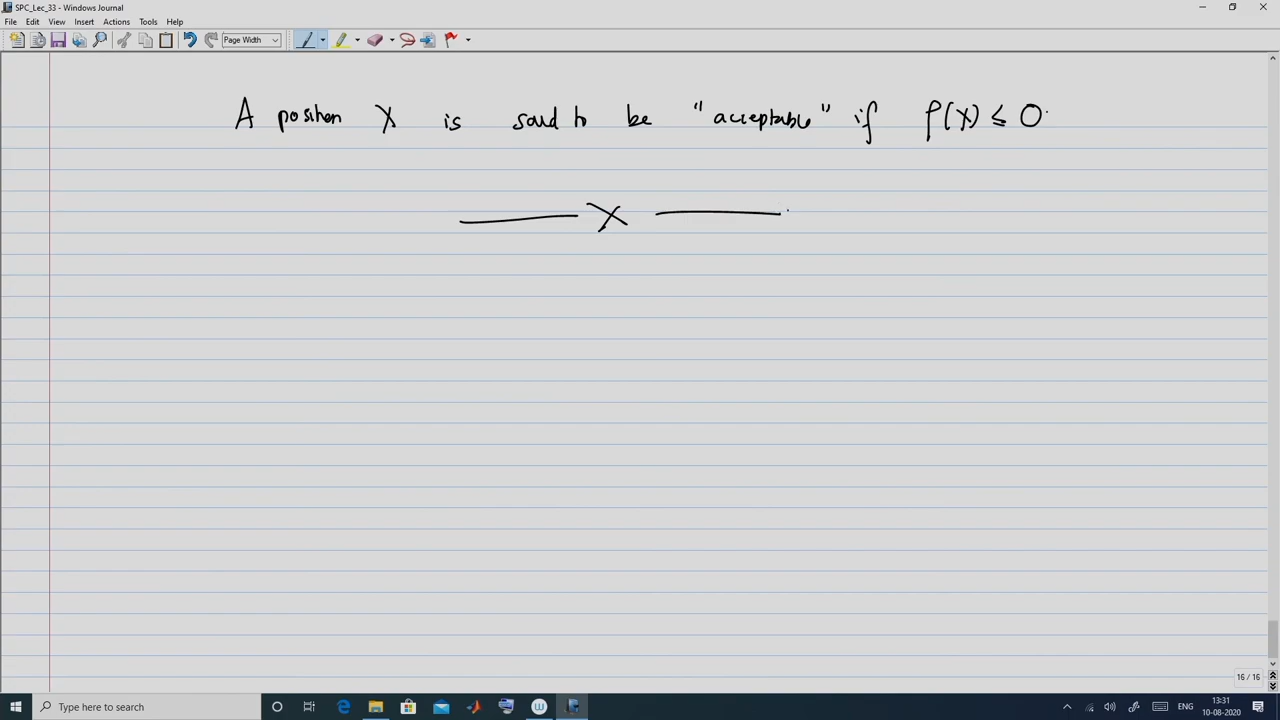 SPC_Lec_33 - Windows Journal
File Edit View Insert Actions Tools Help
Page Width
A position X is said to be "acceptable" if ρ(X) ≤ 0.
X
16 / 16
Type here to search
ENG
13:31
10-08-2020